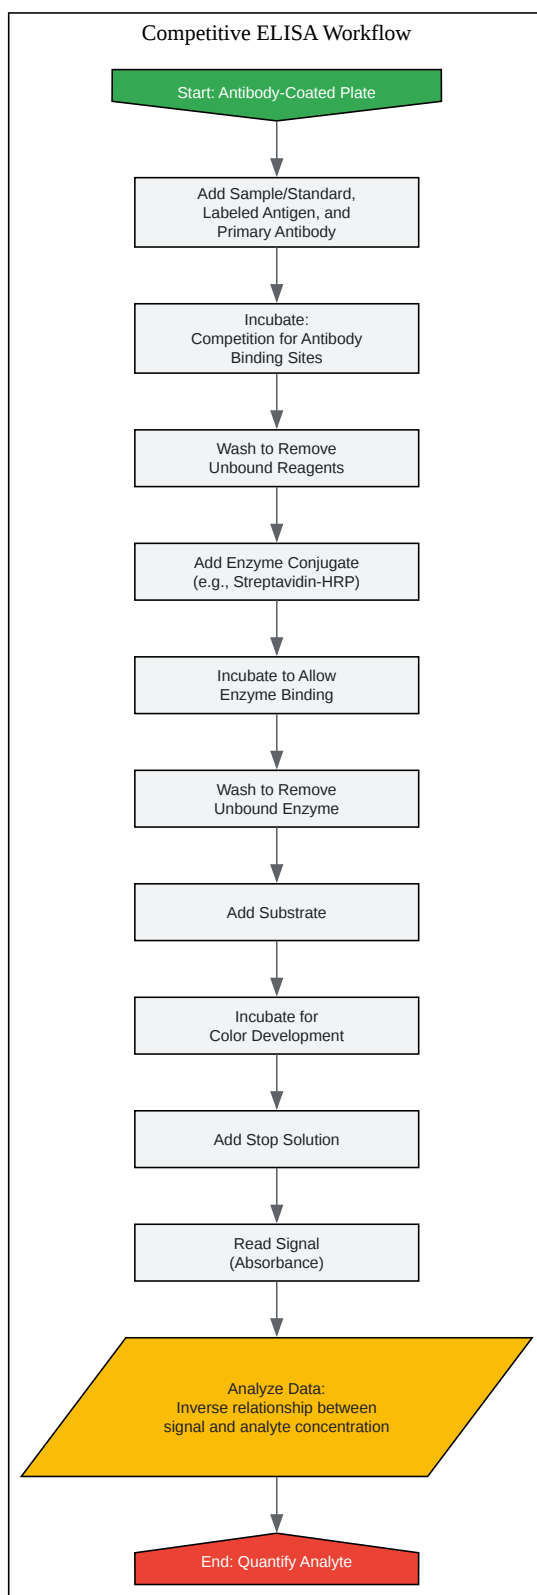 Competitive ELISA Workflow
Start: Antibody-Coated Plate
Add Sample/Standard,
Labeled Antigen, and
Primary Antibody
Incubate:
Competition for Antibody
Binding Sites
Wash to Remove
Unbound Reagents
Add Enzyme Conjugate
(e.g., Streptavidin-HRP)
Incubate to Allow
Enzyme Binding
Wash to Remove
Unbound Enzyme
Add Substrate
Incubate for
Color Development
Add Stop Solution
Read Signal
(Absorbance)
Analyze Data:
Inverse relationship between
signal and analyte concentration
End: Quantify Analyte